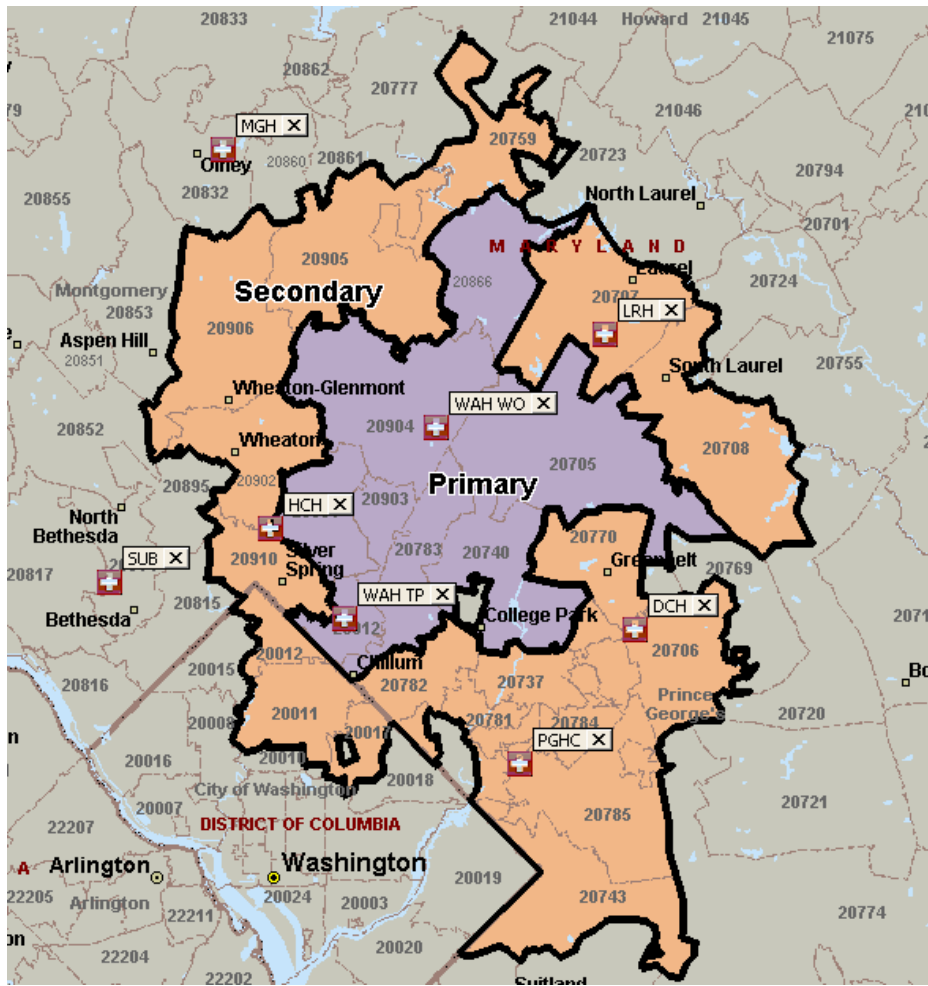 20833
21044
Howard
21045
21075
20862
20777
21046
MGH
20759
20723
20794
Olney
20860
20861
20832
20855
North Laurel
20701
MARYLAND
20905
20724
Laurel
20866
Montgomery
20853
Secondary
20707
LRH
20906
Aspen Hill
20851
20755
South Laurel
Wheaton-Glenmont
WAH WO
20904
20852
Wheaton
20708
20705
20895
20902
Primary
20903
HCH
North
Bethesda
20770
Silver
Spring
20783
20740
Greenbelt
20910
SUB
20769
20817
WAH TP
DCH
Bethesda
20815
College Park
20912
20012
20706
20015
Chillum
20782
20737
20816
Prince
George's
20008
20011
20017
20781
20784
20720
PGHC
20016
20010
20018
City of Washington
20007
20721
20785
22207
DISTRICT OF COLUMBIA
A
Arlington
Washington
20019
Arlington
20024
20743
22205
20003
22211
20774
20020
22204
22202
Suitland